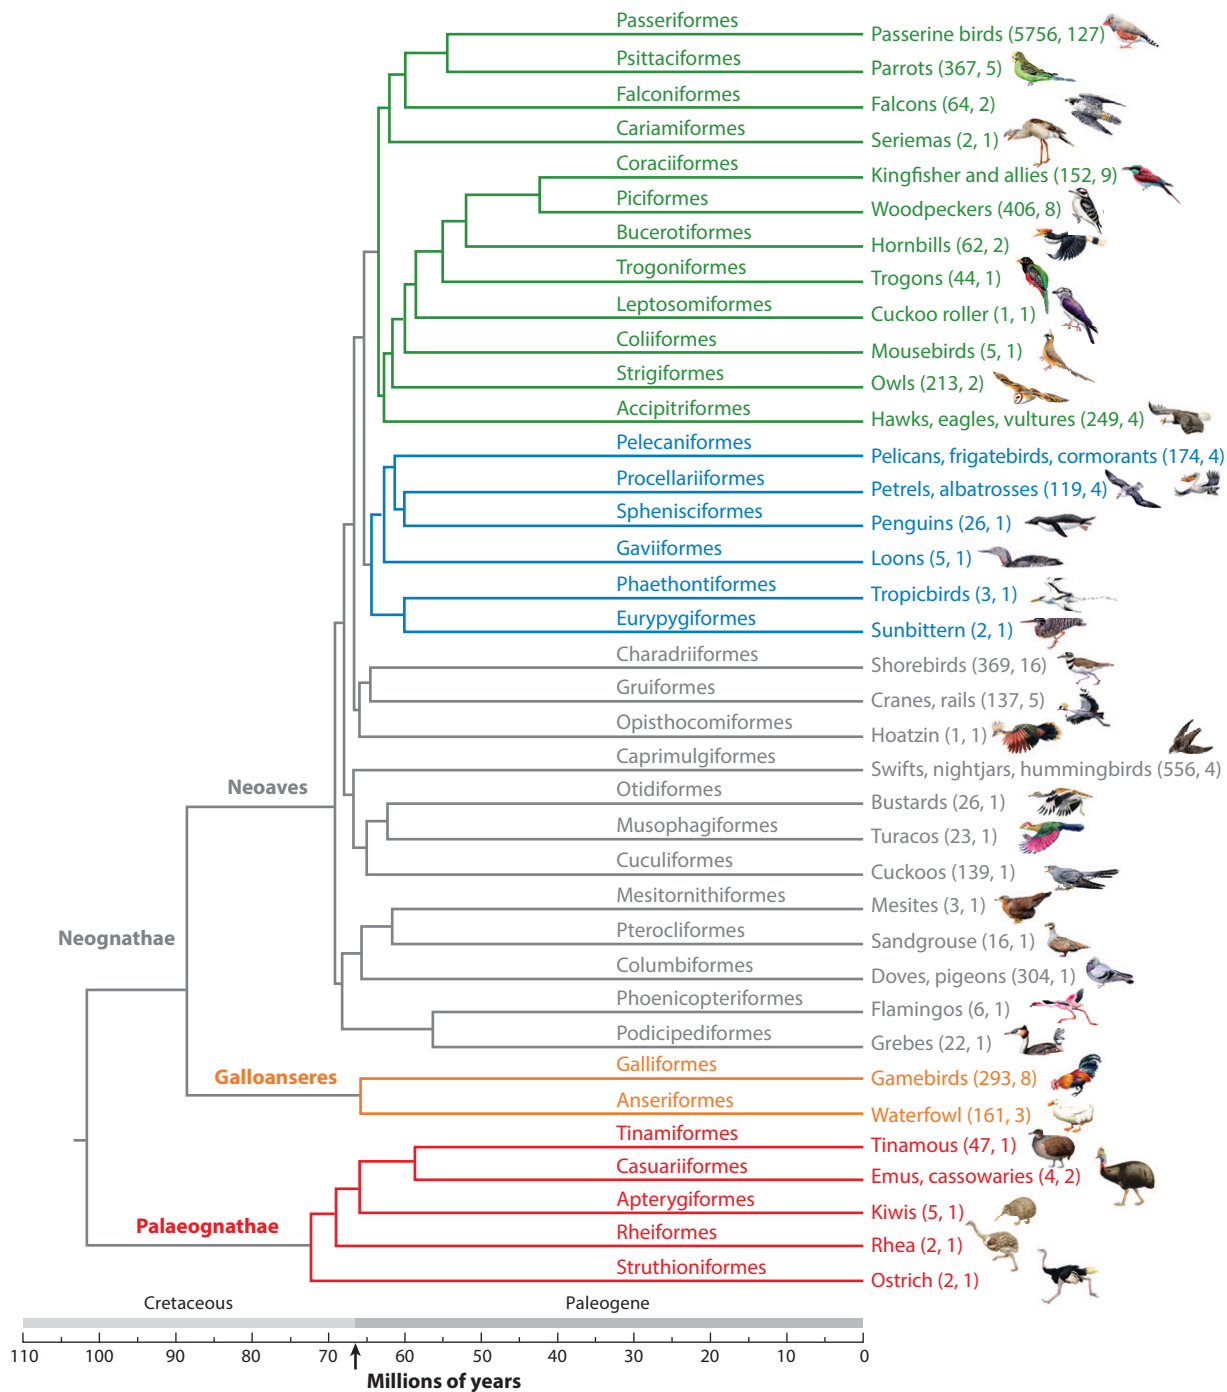 Passeriformes
Passerine birds (5756, 127)
Psittaciformes
Parrots (367, 5)
Falconiformes
Falcons (64, 2)
Cariamiformes
Seriemas (2, 1)
Coraciiformes
Kingfisher and allies (152, 9)
Piciformes
Woodpeckers (406, 8)
Bucerotiformes
Hornbills (62, 2)
Trogoniformes
Trogons (44, 1)
Leptosomiformes
Cuckoo roller (1, 1)
Coliiformes
Mousebirds (5, 1)
Strigiformes
Owls (213, 2)
Accipitriformes
Hawks, eagles, vultures (249, 4)
Pelecaniformes
Pelicans, frigatebirds, cormorants (174, 4)
Procellariiformes
Petrels, albatrosses (119, 4)
Sphenisciformes
Penguins (26, 1)
Gaviiformes
Loons (5, 1)
Phaethontiformes
Tropicbirds (3, 1)
Eurypygiformes
Sunbittern (2, 1)
Charadriiformes
Shorebirds (369, 16)
Gruiformes
Cranes, rails (137, 5)
Opisthocomiformes
Hoatzin (1, 1)
Caprimulgiformes
Swifts, nightjars, hummingbirds (556, 4)
Neoaves
Otidiformes
Bustards (26, 1)
Musophagiformes
Turacos (23, 1)
Cuculiformes
Cuckoos (139, 1)
Mesitornithiformes
Mesites (3, 1)
Neognathae
Pterocliformes
Sandgrouse (16, 1)
Columbiformes
Doves, pigeons (304, 1)
Phoenicopteriformes
Flamingos (6, 1)
Podicipediformes
Grebes (22, 1)
Galloanseres
Galliformes
Gamebirds (293, 8)
Anseriformes
Waterfowl (161, 3)
Tinamiformes
Tinamous (47, 1)
Casuariiformes
Emus, cassowaries (4, 2)
Apterygiformes
Kiwis (5, 1)
Palaeognathae
Rheiformes
Rhea (2, 1)
Struthioniformes
Ostrich (2, 1)
Cretaceous Paleogene
110 100 90 80 70 60 50 40 30 20 10 0
Millions of years